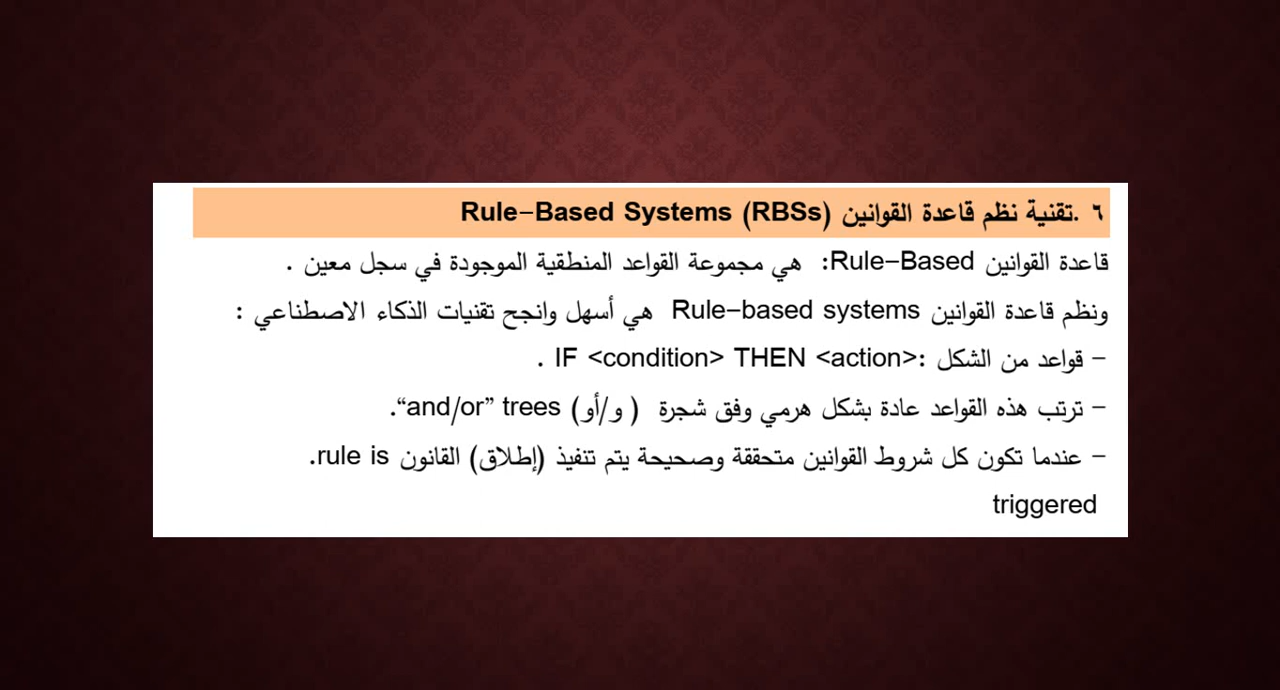 ٦ .تقنية نظم قاعدة القوانين Rule-Based Systems (RBSs)
قاعدة القوانين Rule-Based: هي مجموعة القواعد المنطقية الموجودة في سجل معين .
ونظم قاعدة القوانين Rule-based systems هي أسهل وانجح تقنيات الذكاء الاصطناعي :
- قواعد من الشكل :IF <condition> THEN <action> .
- ترتب هذه القواعد عادة بشكل هرمي وفق شجرة ( و/أو) “and/or” trees.
- عندما تكون كل شروط القوانين متحققة وصحيحة يتم تنفيذ (إطلاق) القانون rule is.
triggered